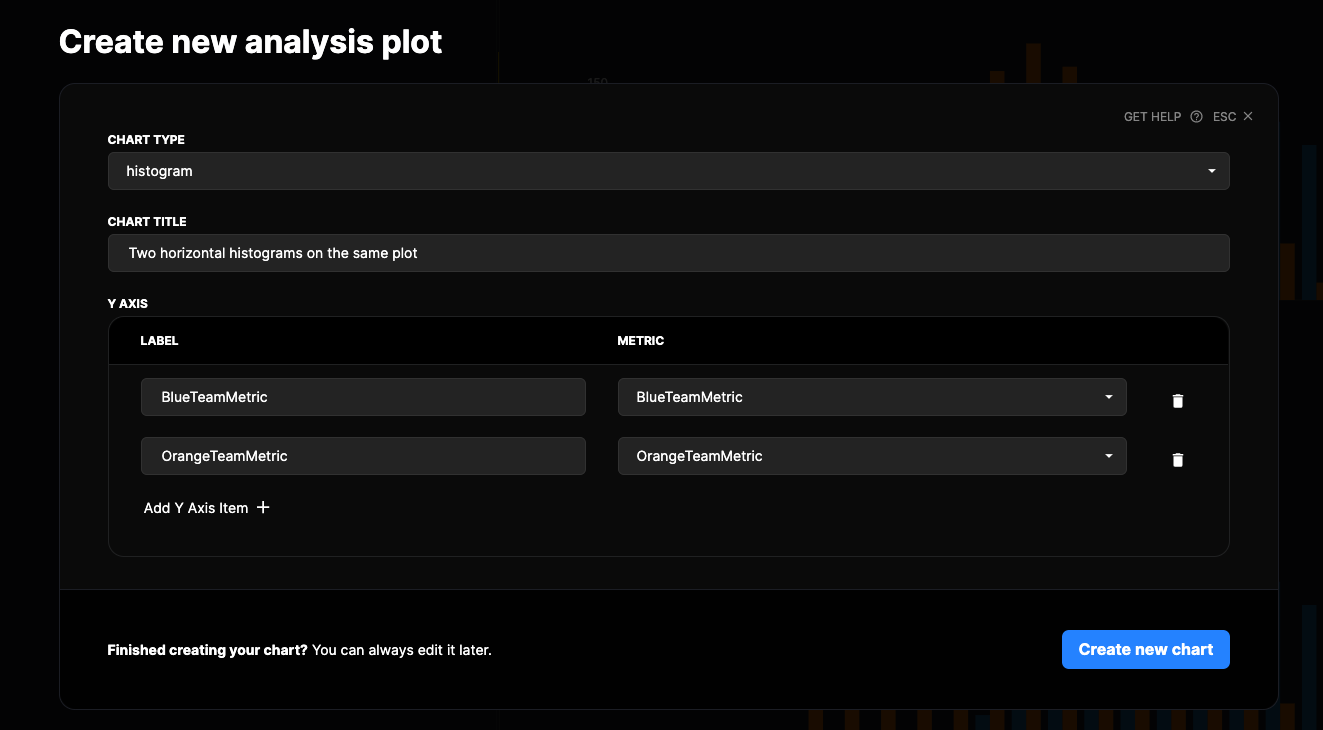 Create new analysis plot
150
GET HELP ? ESC ×
CHART TYPE
histogram
CHART TITLE
Two horizontal histograms on the same plot
Y AXIS
LABEL METRIC
BlueTeamMetric BlueTeamMetric
OrangeTeamMetric OrangeTeamMetric
Add Y Axis Item +
Finished creating your chart? You can always edit it later.
Create new chart